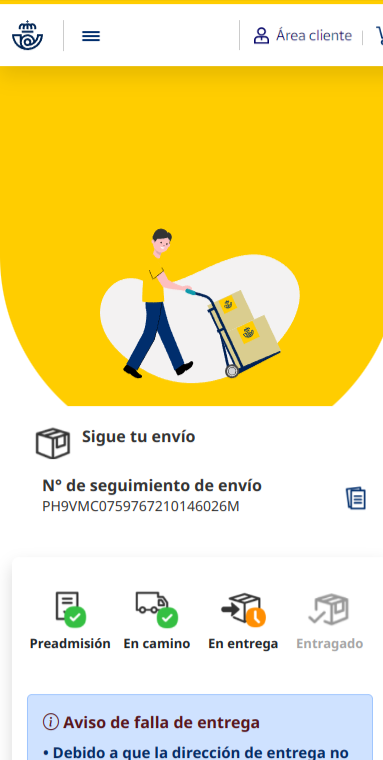 Área cliente
Sigue tu envío
N° de seguimiento de envío
PH9VMC0759767210146026M
Preadmisión En camino En entrega Entragado
Aviso de falla de entrega
• Debido a que la dirección de entrega no